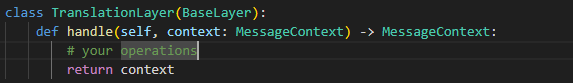 class TranslationLayer(BaseLayer):
    def handle(self, context: MessageContext) -> MessageContext:
        # your operations
        return context